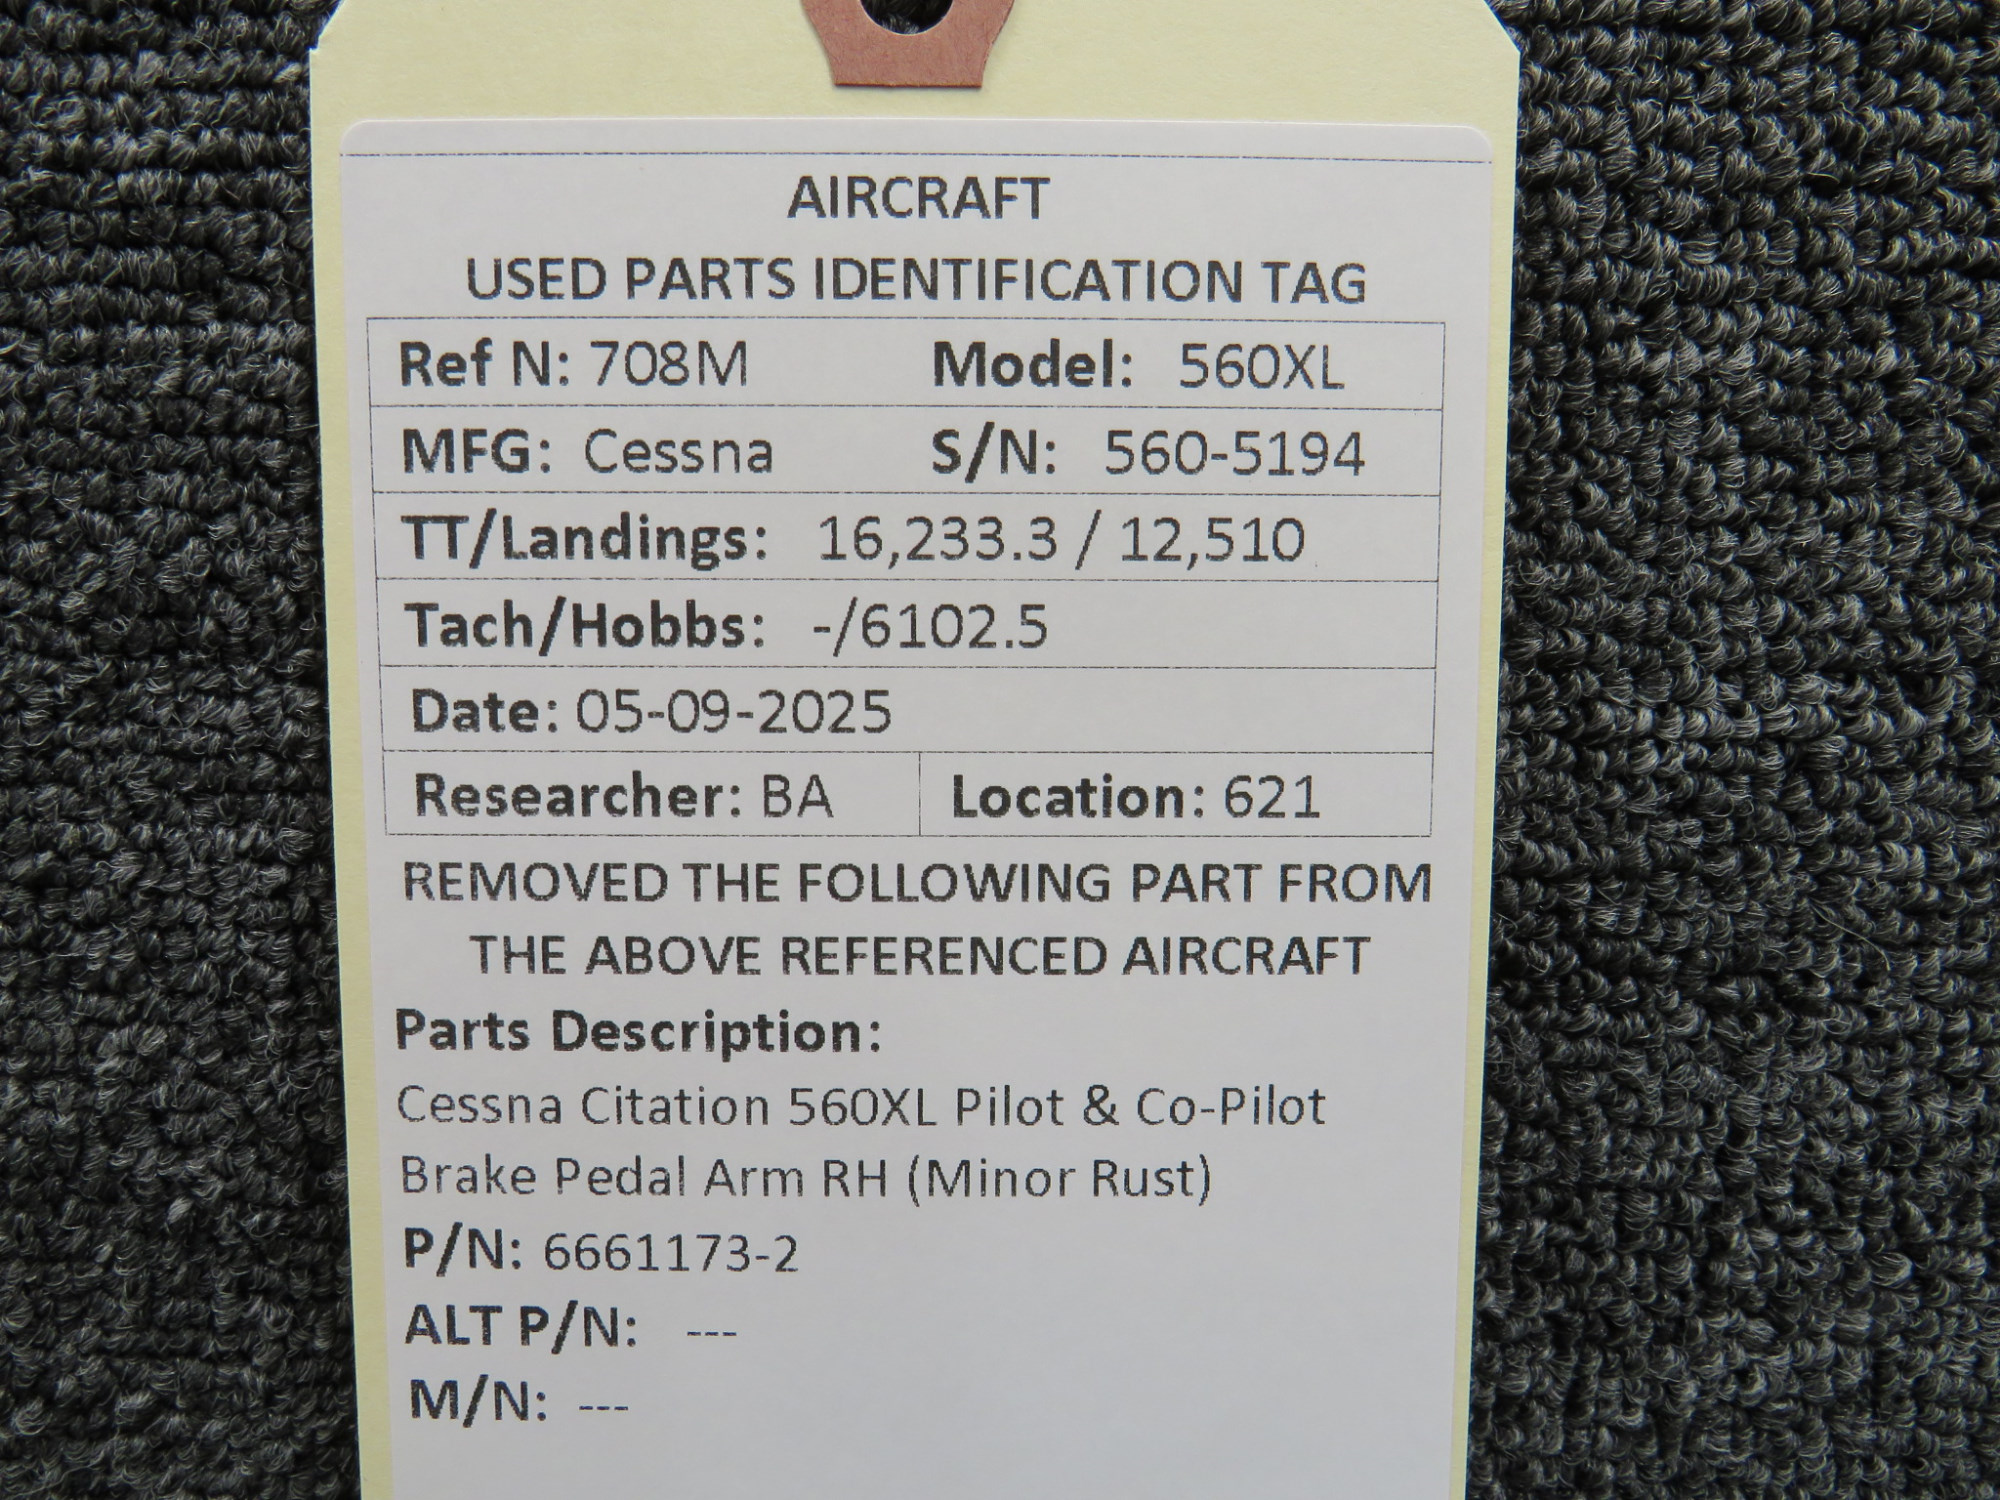 AIRCRAFT
USED PARTS IDENTIFICATION TAG
Ref N: 708M Model: 560XL
MFG: Cessna S/N: 560-5194
TT/Landings: 16,233.3 / 12,510
Tach/Hobbs: -/6102.5
Date: 05-09-2025
Researcher: BA Location: 621
REMOVED THE FOLLOWING PART FROM
THE ABOVE REFERENCED AIRCRAFT
Parts Description:
Cessna Citation 560XL Pilot & Co-Pilot
Brake Pedal Arm RH (Minor Rust)
P/N: 6661173-2
ALT P/N: ---
M/N: ---